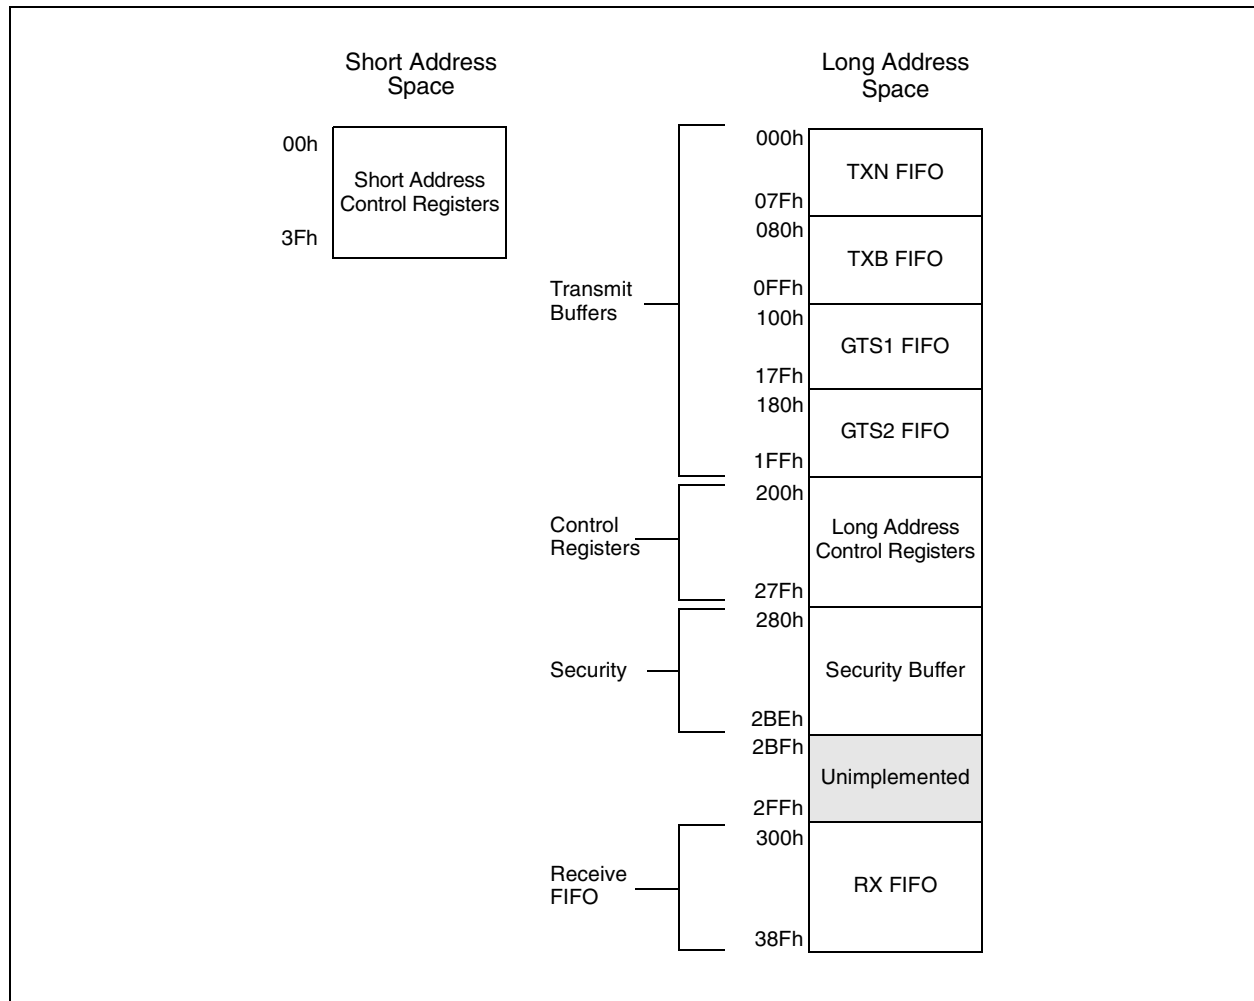 Short Address
Space
00h
Short Address
Control Registers
3Fh
Long Address
Space
Transmit
Buffers
000h
TXN FIFO
07Fh
080h
TXB FIFO
0FFh
100h
GTS1 FIFO
17Fh
180h
GTS2 FIFO
1FFh
Control
Registers
200h
Long Address
Control Registers
27Fh
Security
280h
Security Buffer
2BEh
2BFh
Unimplemented
2FFh
Receive
FIFO
300h
RX FIFO
38Fh